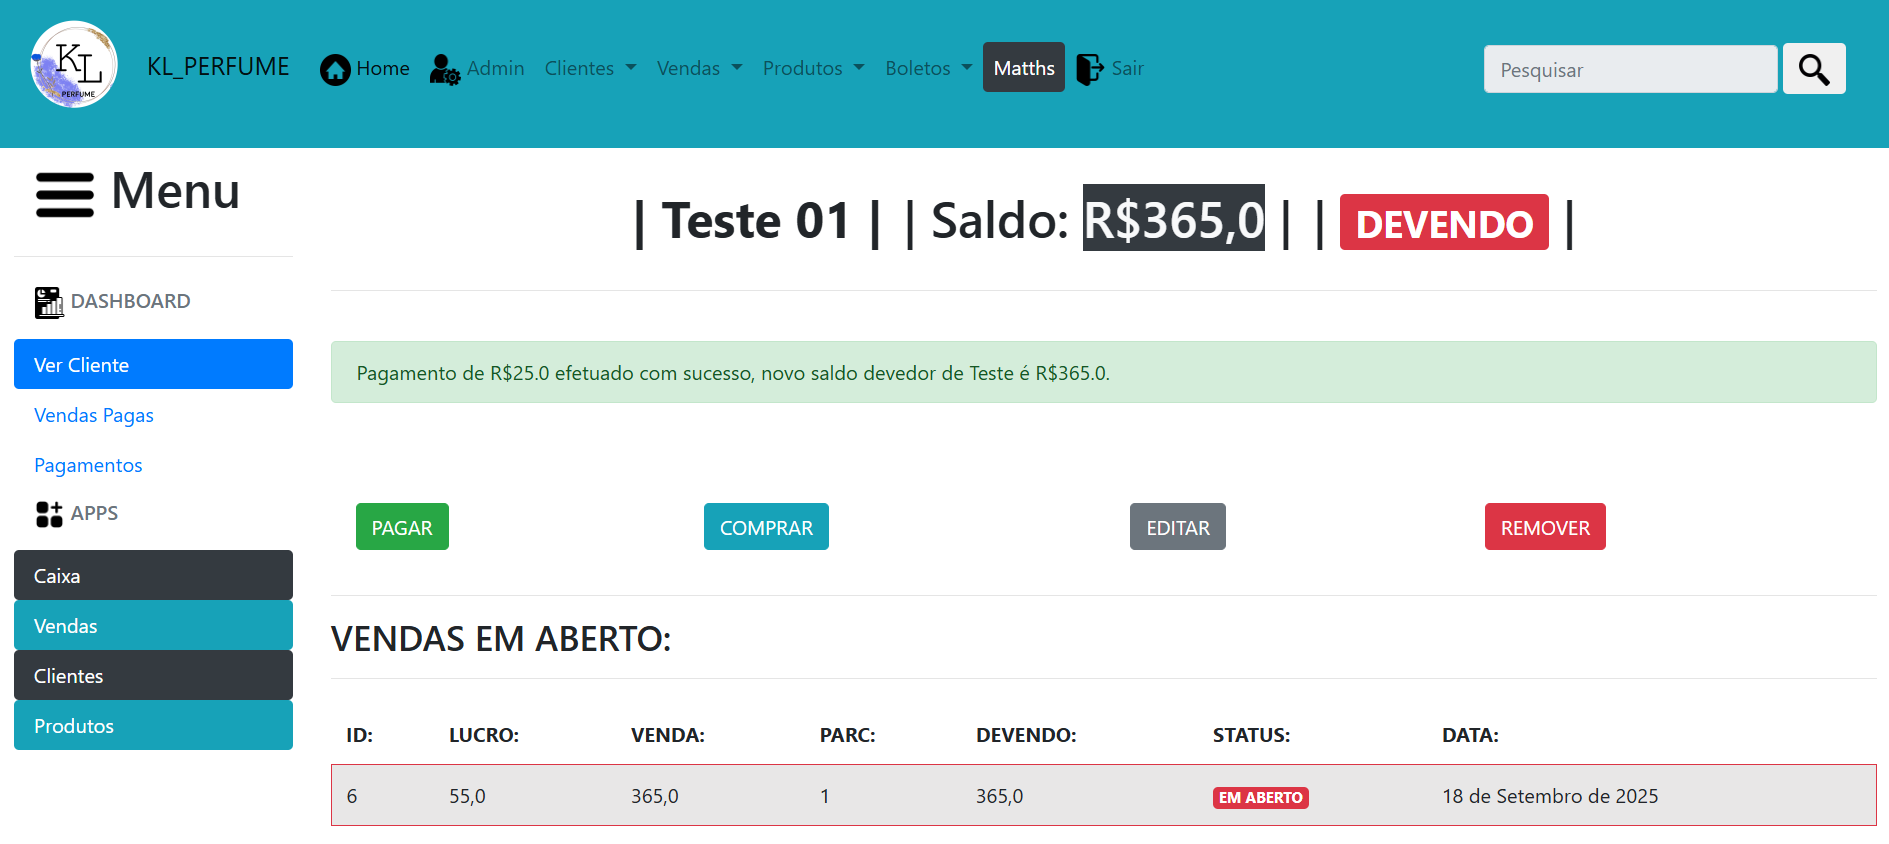 KL
PERFUME
KL_PERFUME Home Admin Clientes Vendas Produtos Boletos Matths Sair Pesquisar
Menu
| Teste 01 | | Saldo: R$365,0 | | DEVENDO |
DASHBOARD
Ver Cliente
Vendas Pagas
Pagamentos
APPS
Caixa
Vendas
Clientes
Produtos
Pagamento de R$25.0 efetuado com sucesso, novo saldo devedor de Teste é R$365.0.
PAGAR COMPRAR EDITAR REMOVER
VENDAS EM ABERTO:
ID: LUCRO: VENDA: PARC: DEVENDO: STATUS: DATA:
6 55,0 365,0 1 365,0 EM ABERTO 18 de Setembro de 2025